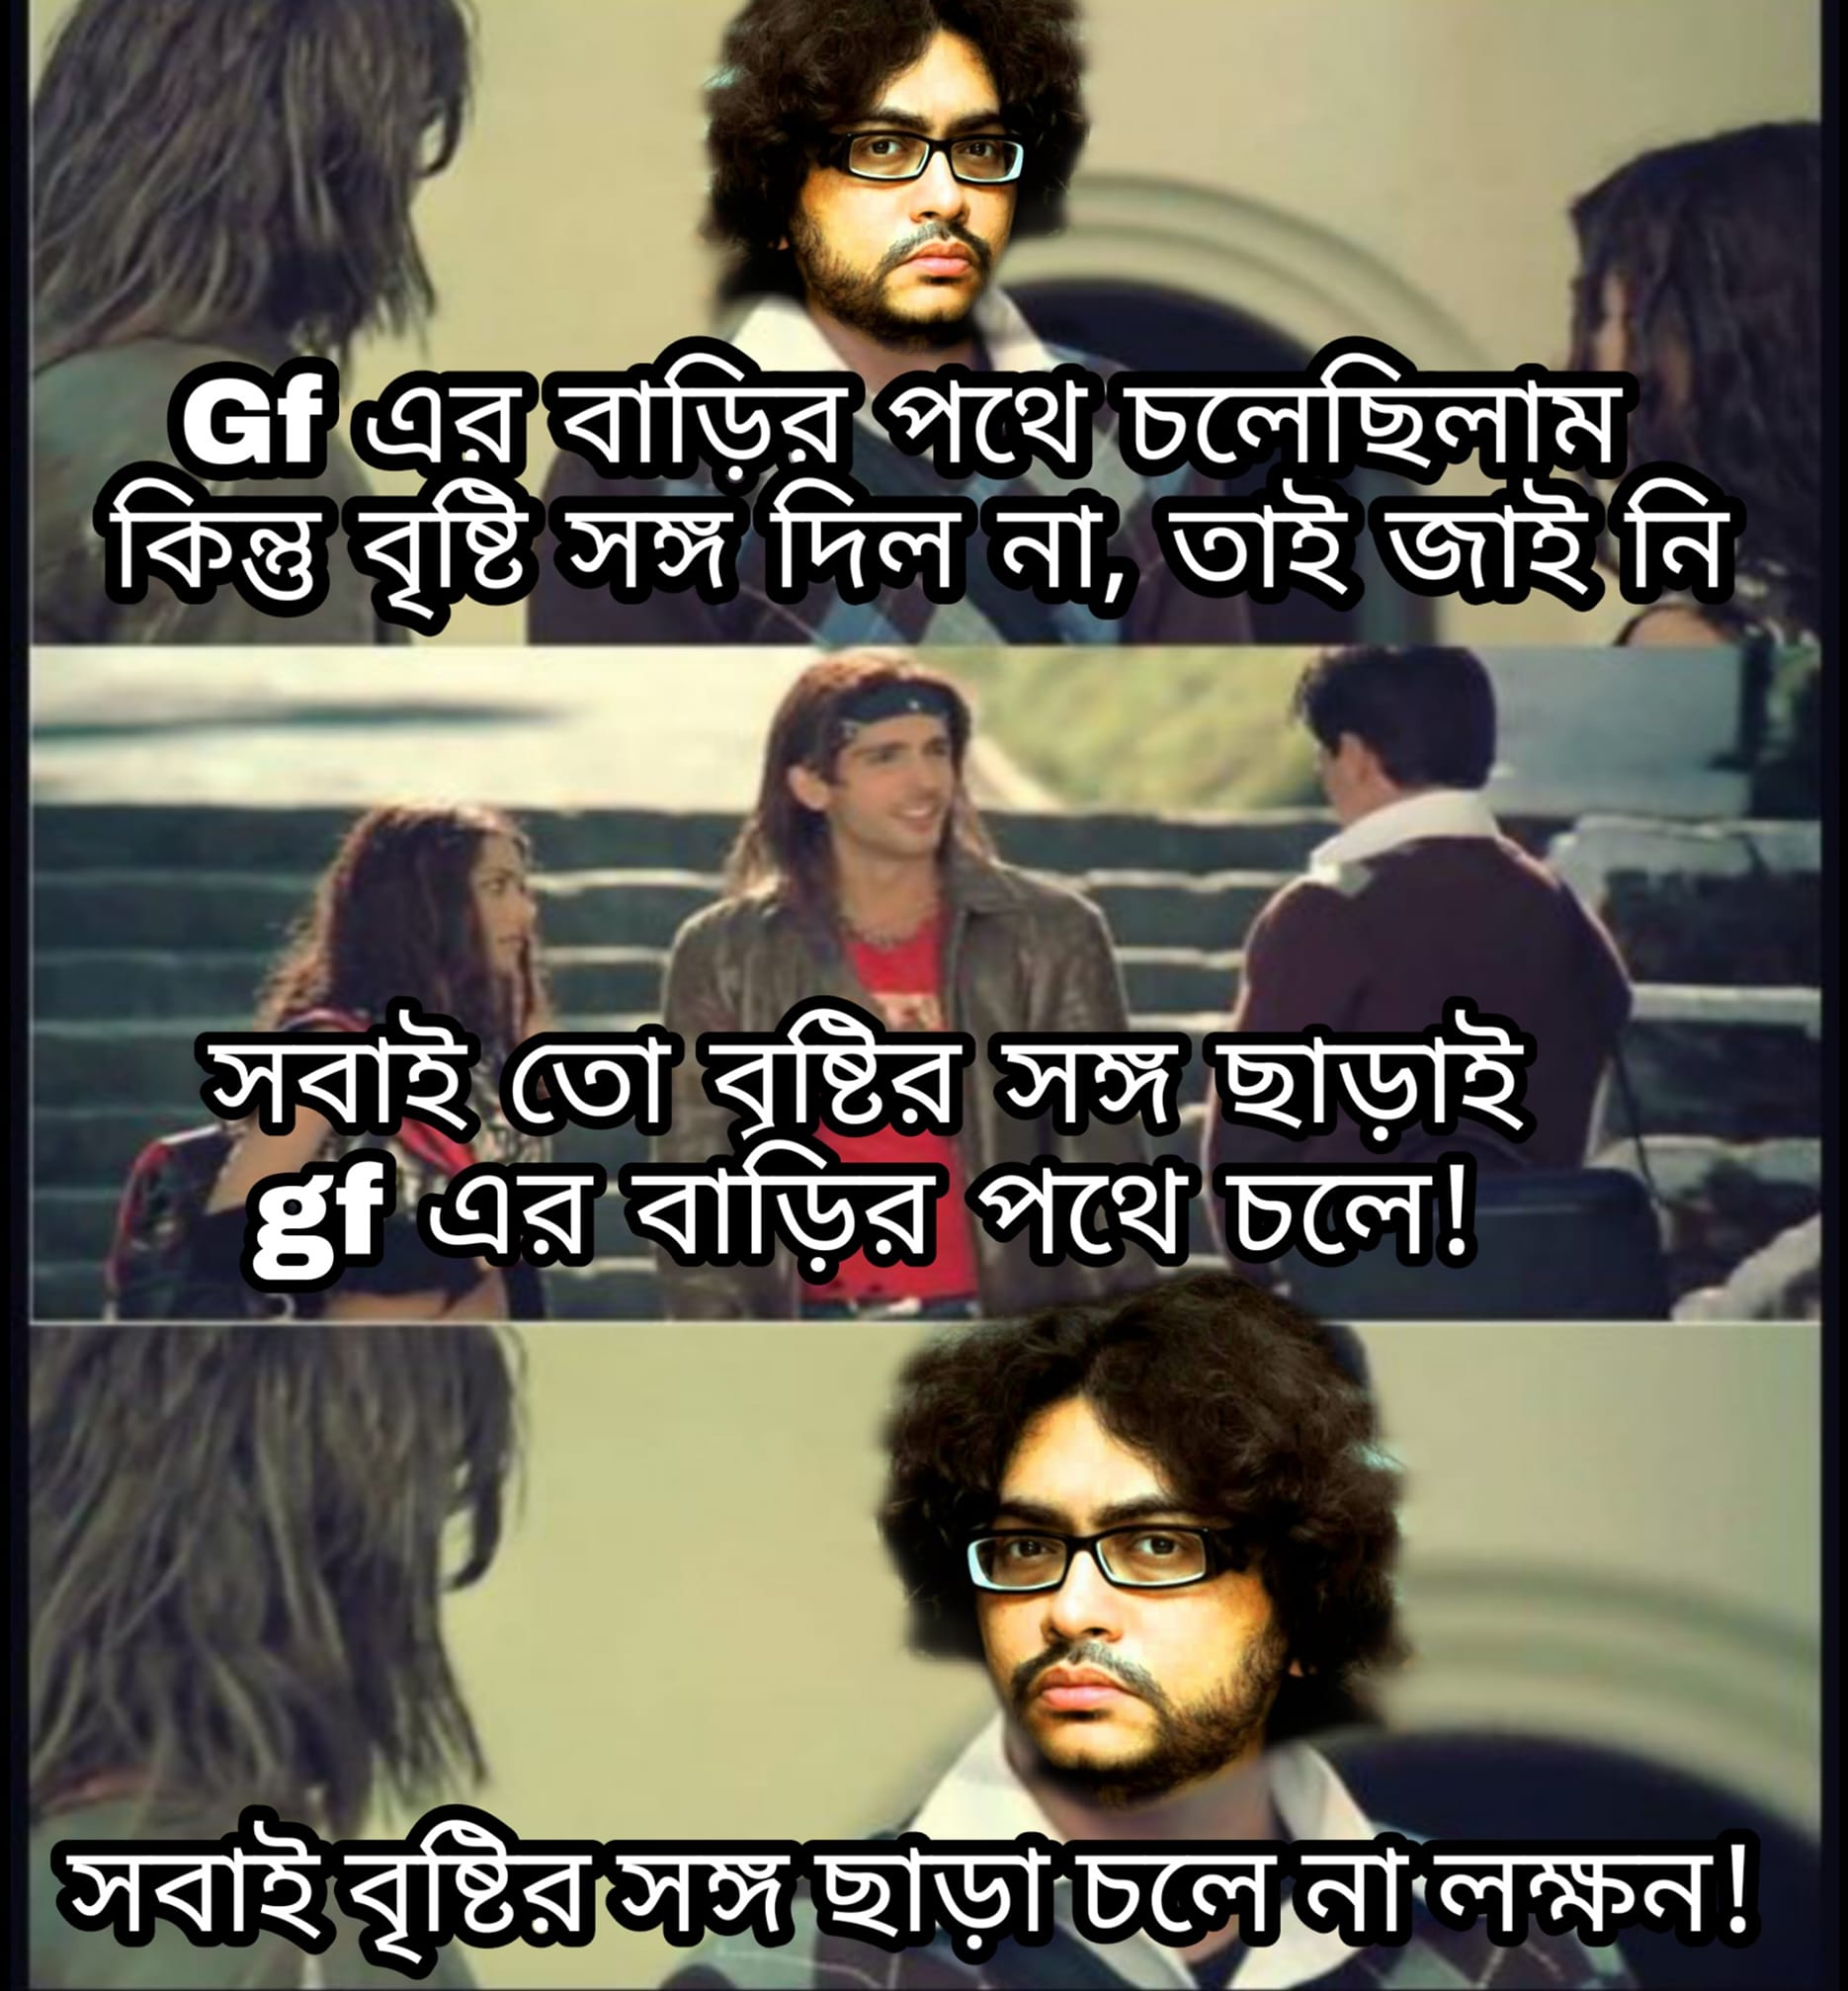 Gf এর বাড়ির পথে চলেছিলাম
কিন্তু বৃষ্টি সঙ্গ দিল না, তাই জাই নি
সবাই তো বৃষ্টির সঙ্গ ছাড়াই
gf এর বাড়ির পথে চলে!
সবাই বৃষ্টির সঙ্গ ছাড়া চলে না লক্ষন!